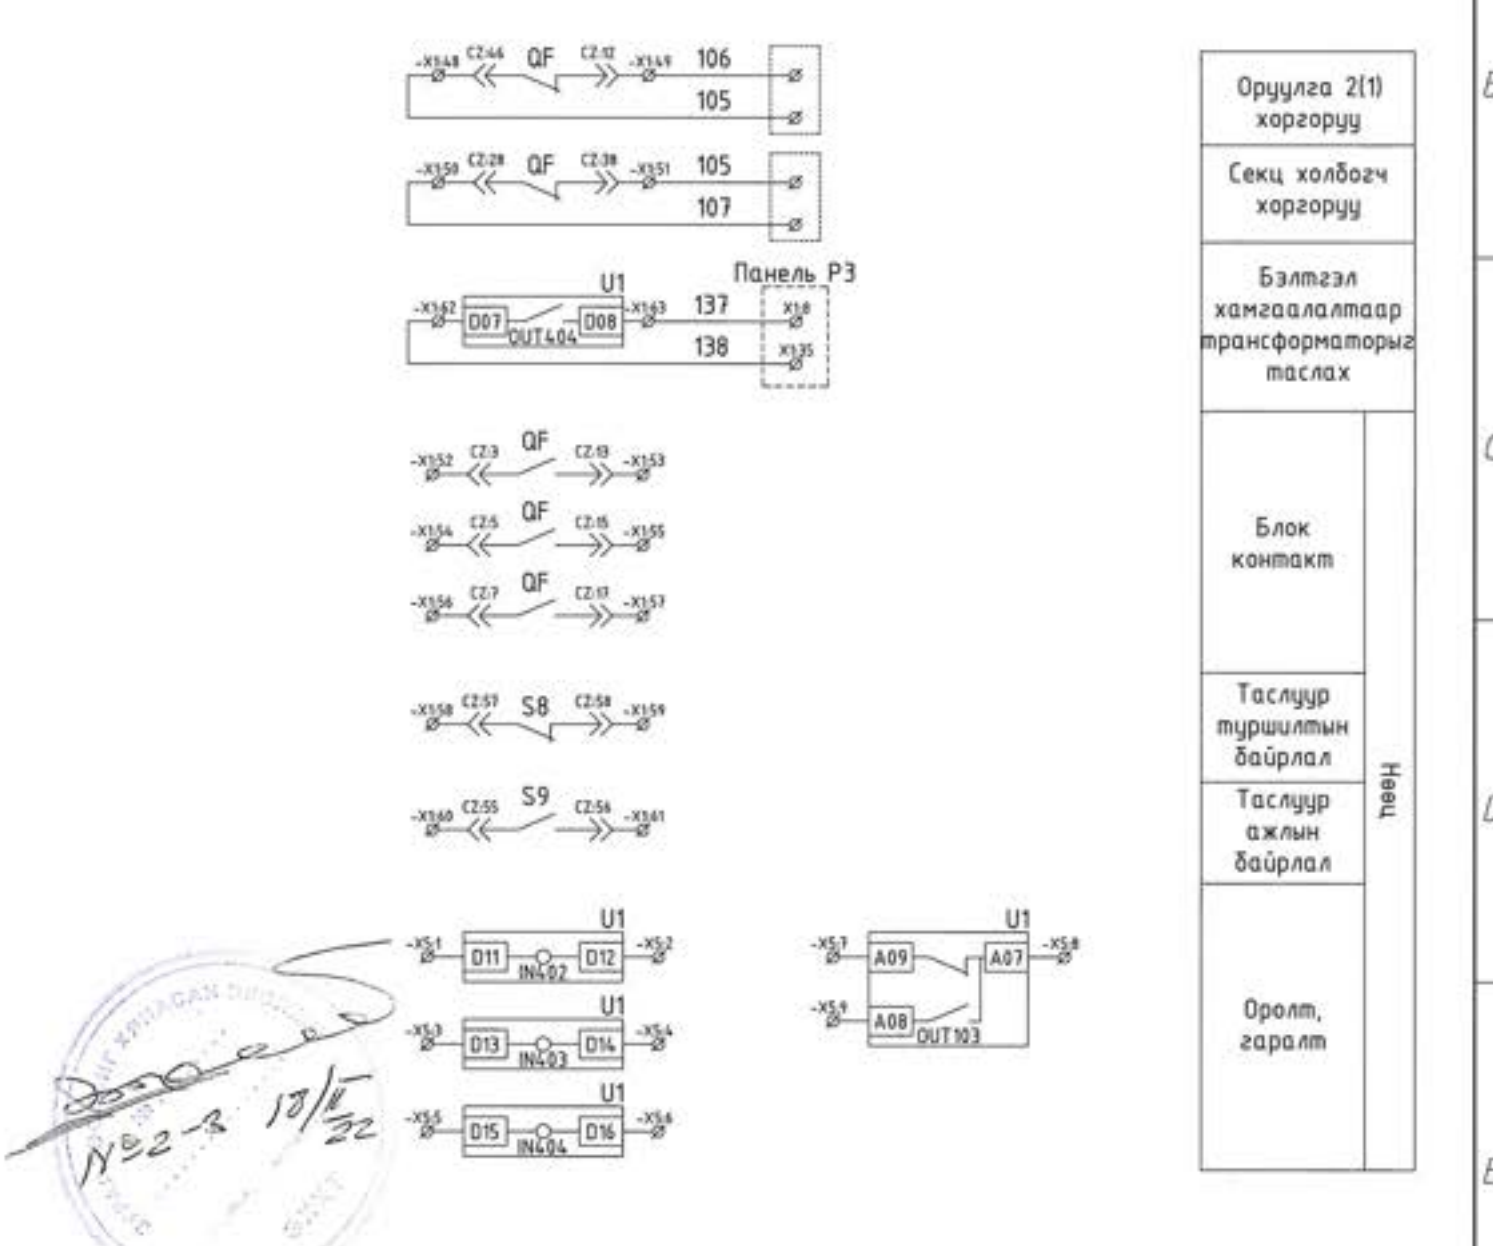 -X1:48 CZ:46 QF CZ:12 -X1:49 106
105
-X1:50 CZ:28 QF CZ:38 -X1:51 105
107
Панель P3
U1
-X1:62 D07 D08 -X1:63 137 X1:8
OUT404
138 X1:35
-X1:52 CZ:3 QF CZ:13 -X1:53
-X1:54 CZ:5 QF CZ:15 -X1:55
-X1:56 CZ:7 QF CZ:17 -X1:57
-X1:58 CZ:57 S8 CZ:58 -X1:59
-X1:60 CZ:55 S9 CZ:56 -X1:61
U1
-X5:1 D11 D12 -X5:2
IN402
U1
-X5:3 D13 D14 -X5:4
IN403
U1
-X5:5 D15 D16 -X5:6
IN404
U1
-X5:7 A09 A07 -X5:8
-X5:9 A08
OUT103
Оруулга 2(1)
хоргоруу
Секц холбогч
хоргоруу
Бэлтгэл
хамгаалалтаар
трансформаторыг
таслах
Блок
контакт
Таслуур
туршилтын
байрлал
Таслуур
ажлын
байрлал
Оролт,
гаралт
Нөөц
№2-3 18/II
22